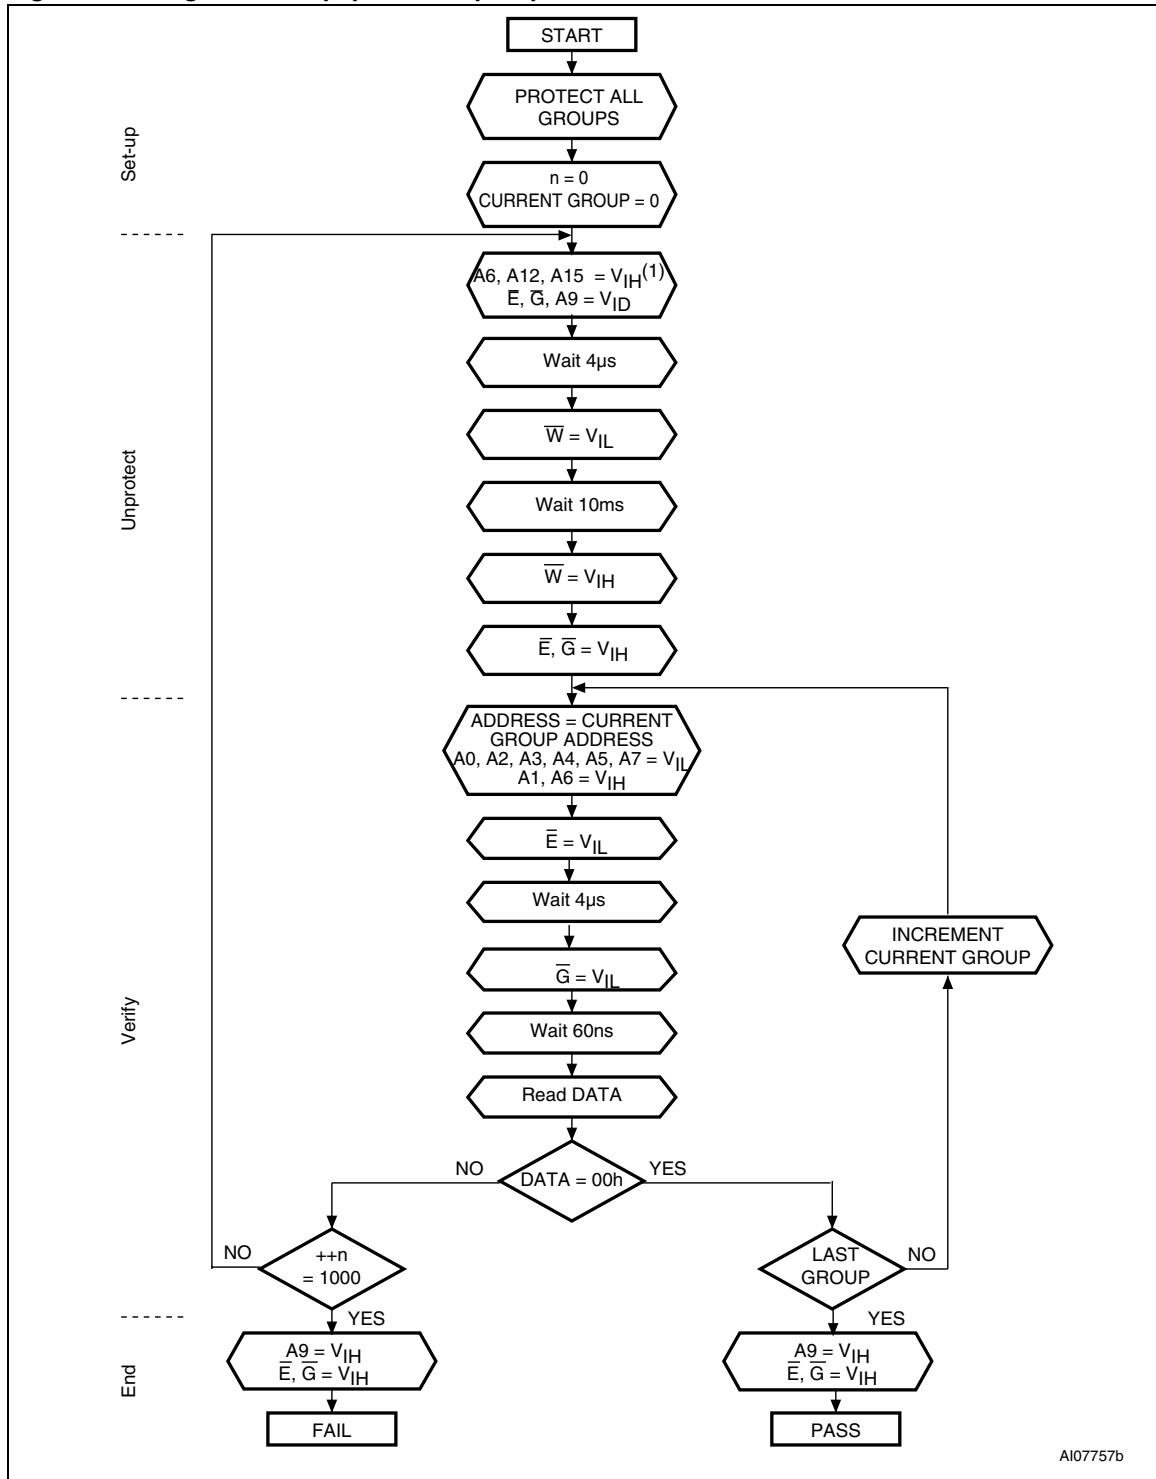 START
PROTECT ALL
GROUPS
Set-up
n = 0
CURRENT GROUP = 0
A6, A12, A15 = VIH(1)
E̅, G̅, A9 = VID
Wait 4µs
W̅ = VIL
Unprotect
Wait 10ms
W̅ = VIH
E̅, G̅ = VIH
ADDRESS = CURRENT
GROUP ADDRESS
A0, A2, A3, A4, A5, A7 = VIL
A1, A6 = VIH
E̅ = VIL
Wait 4µs
INCREMENT
CURRENT GROUP
G̅ = VIL
Verify
Wait 60ns
Read DATA
NO
DATA = 00h
YES
NO
++n
= 1000
LAST
GROUP
NO
YES
YES
End
A9 = VIH
E̅, G̅ = VIH
A9 = VIH
E̅, G̅ = VIH
FAIL
PASS
AI07757b